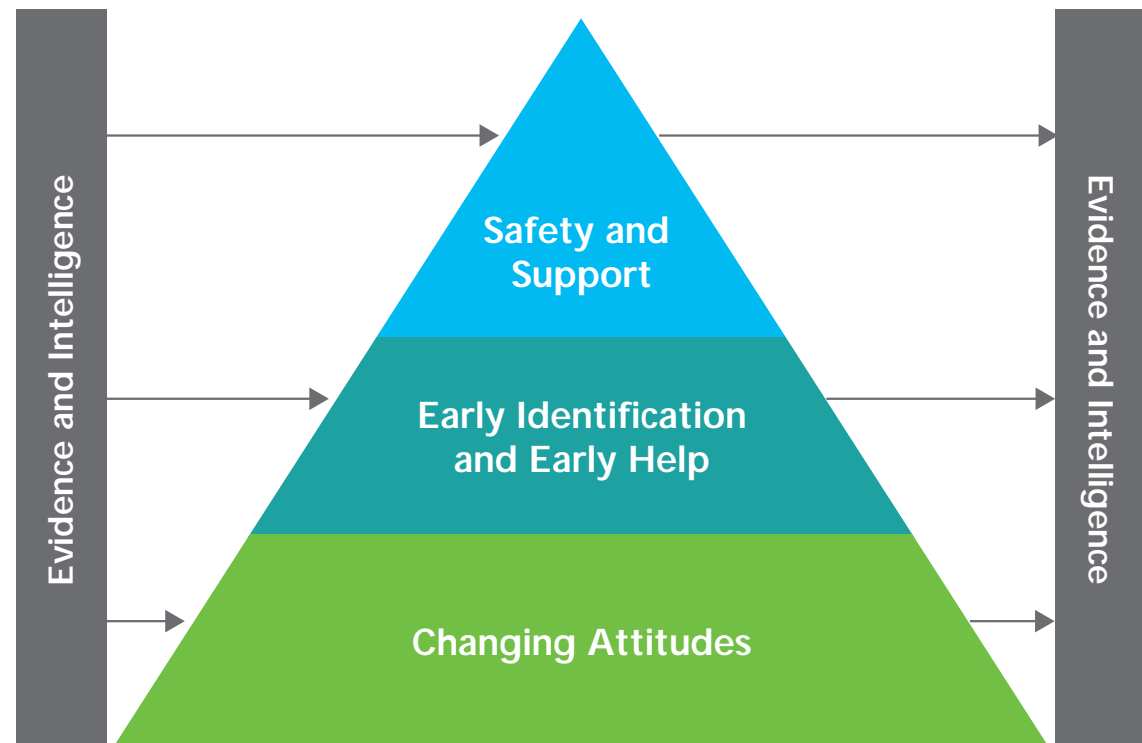 Evidence and Intelligence
Safety and
Support
Early Identification
and Early Help
Changing Attitudes
Evidence and Intelligence